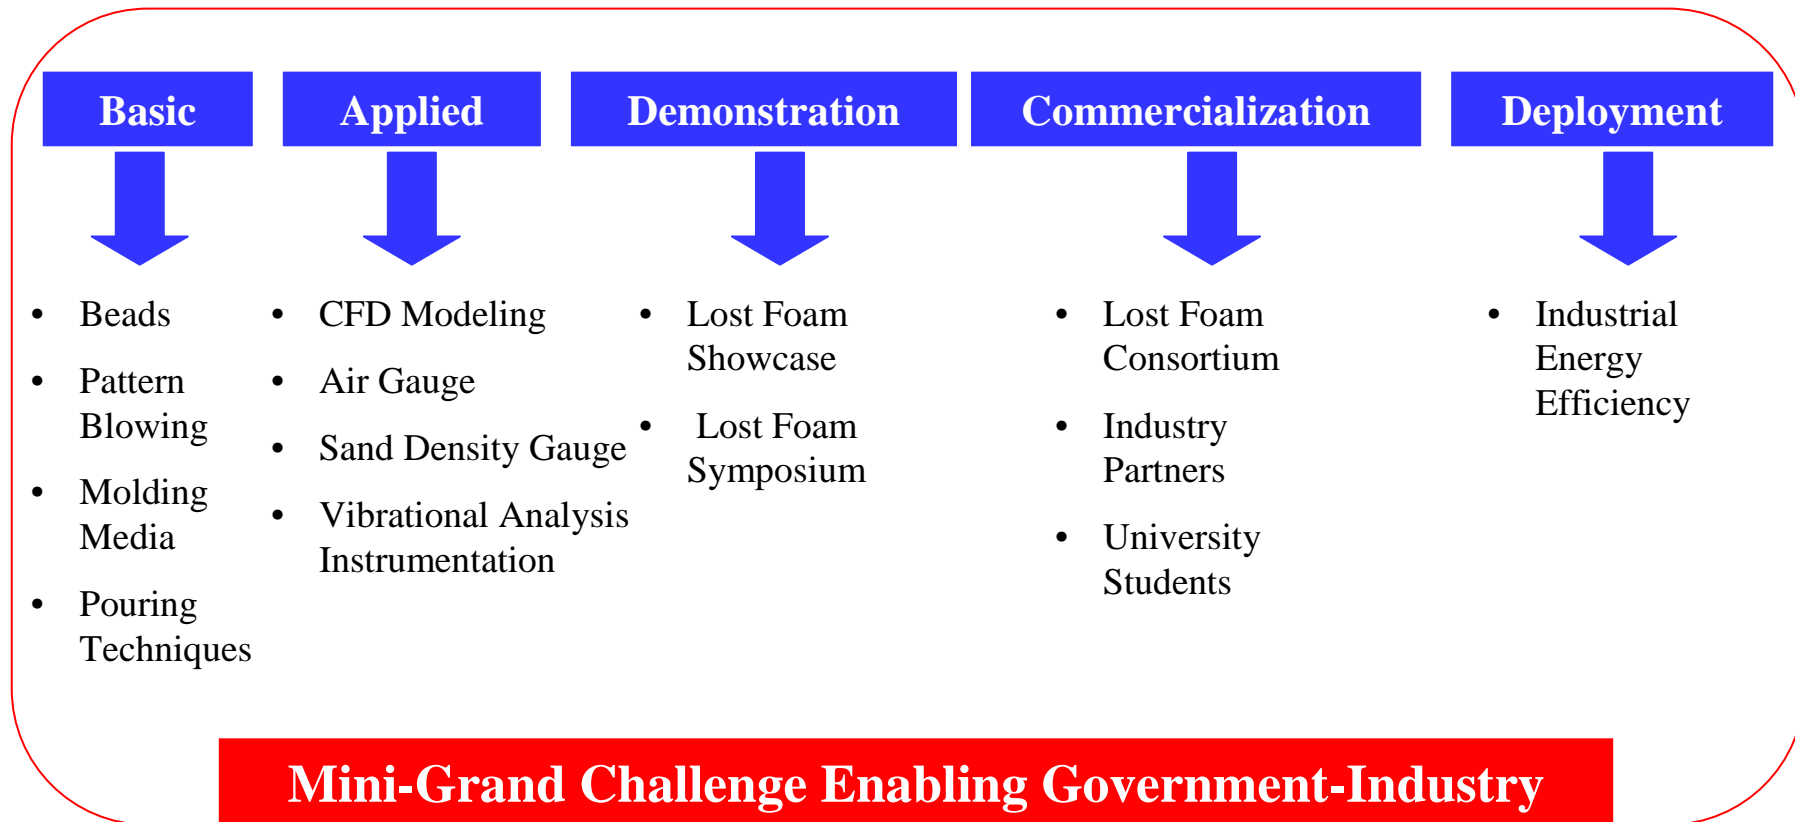 Basic
Applied
Demonstration
Commercialization
Deployment
• Beads
• Pattern
Blowing
• Molding
Media
• Pouring
Techniques
• CFD Modeling
• Air Gauge
• Sand Density Gauge
• Vibrational Analysis
Instrumentation
• Lost Foam
Showcase
• Lost Foam
Symposium
• Lost Foam
Consortium
• Industry
Partners
• University
Students
• Industrial
Energy
Efficiency
Mini-Grand Challenge Enabling Government-Industry